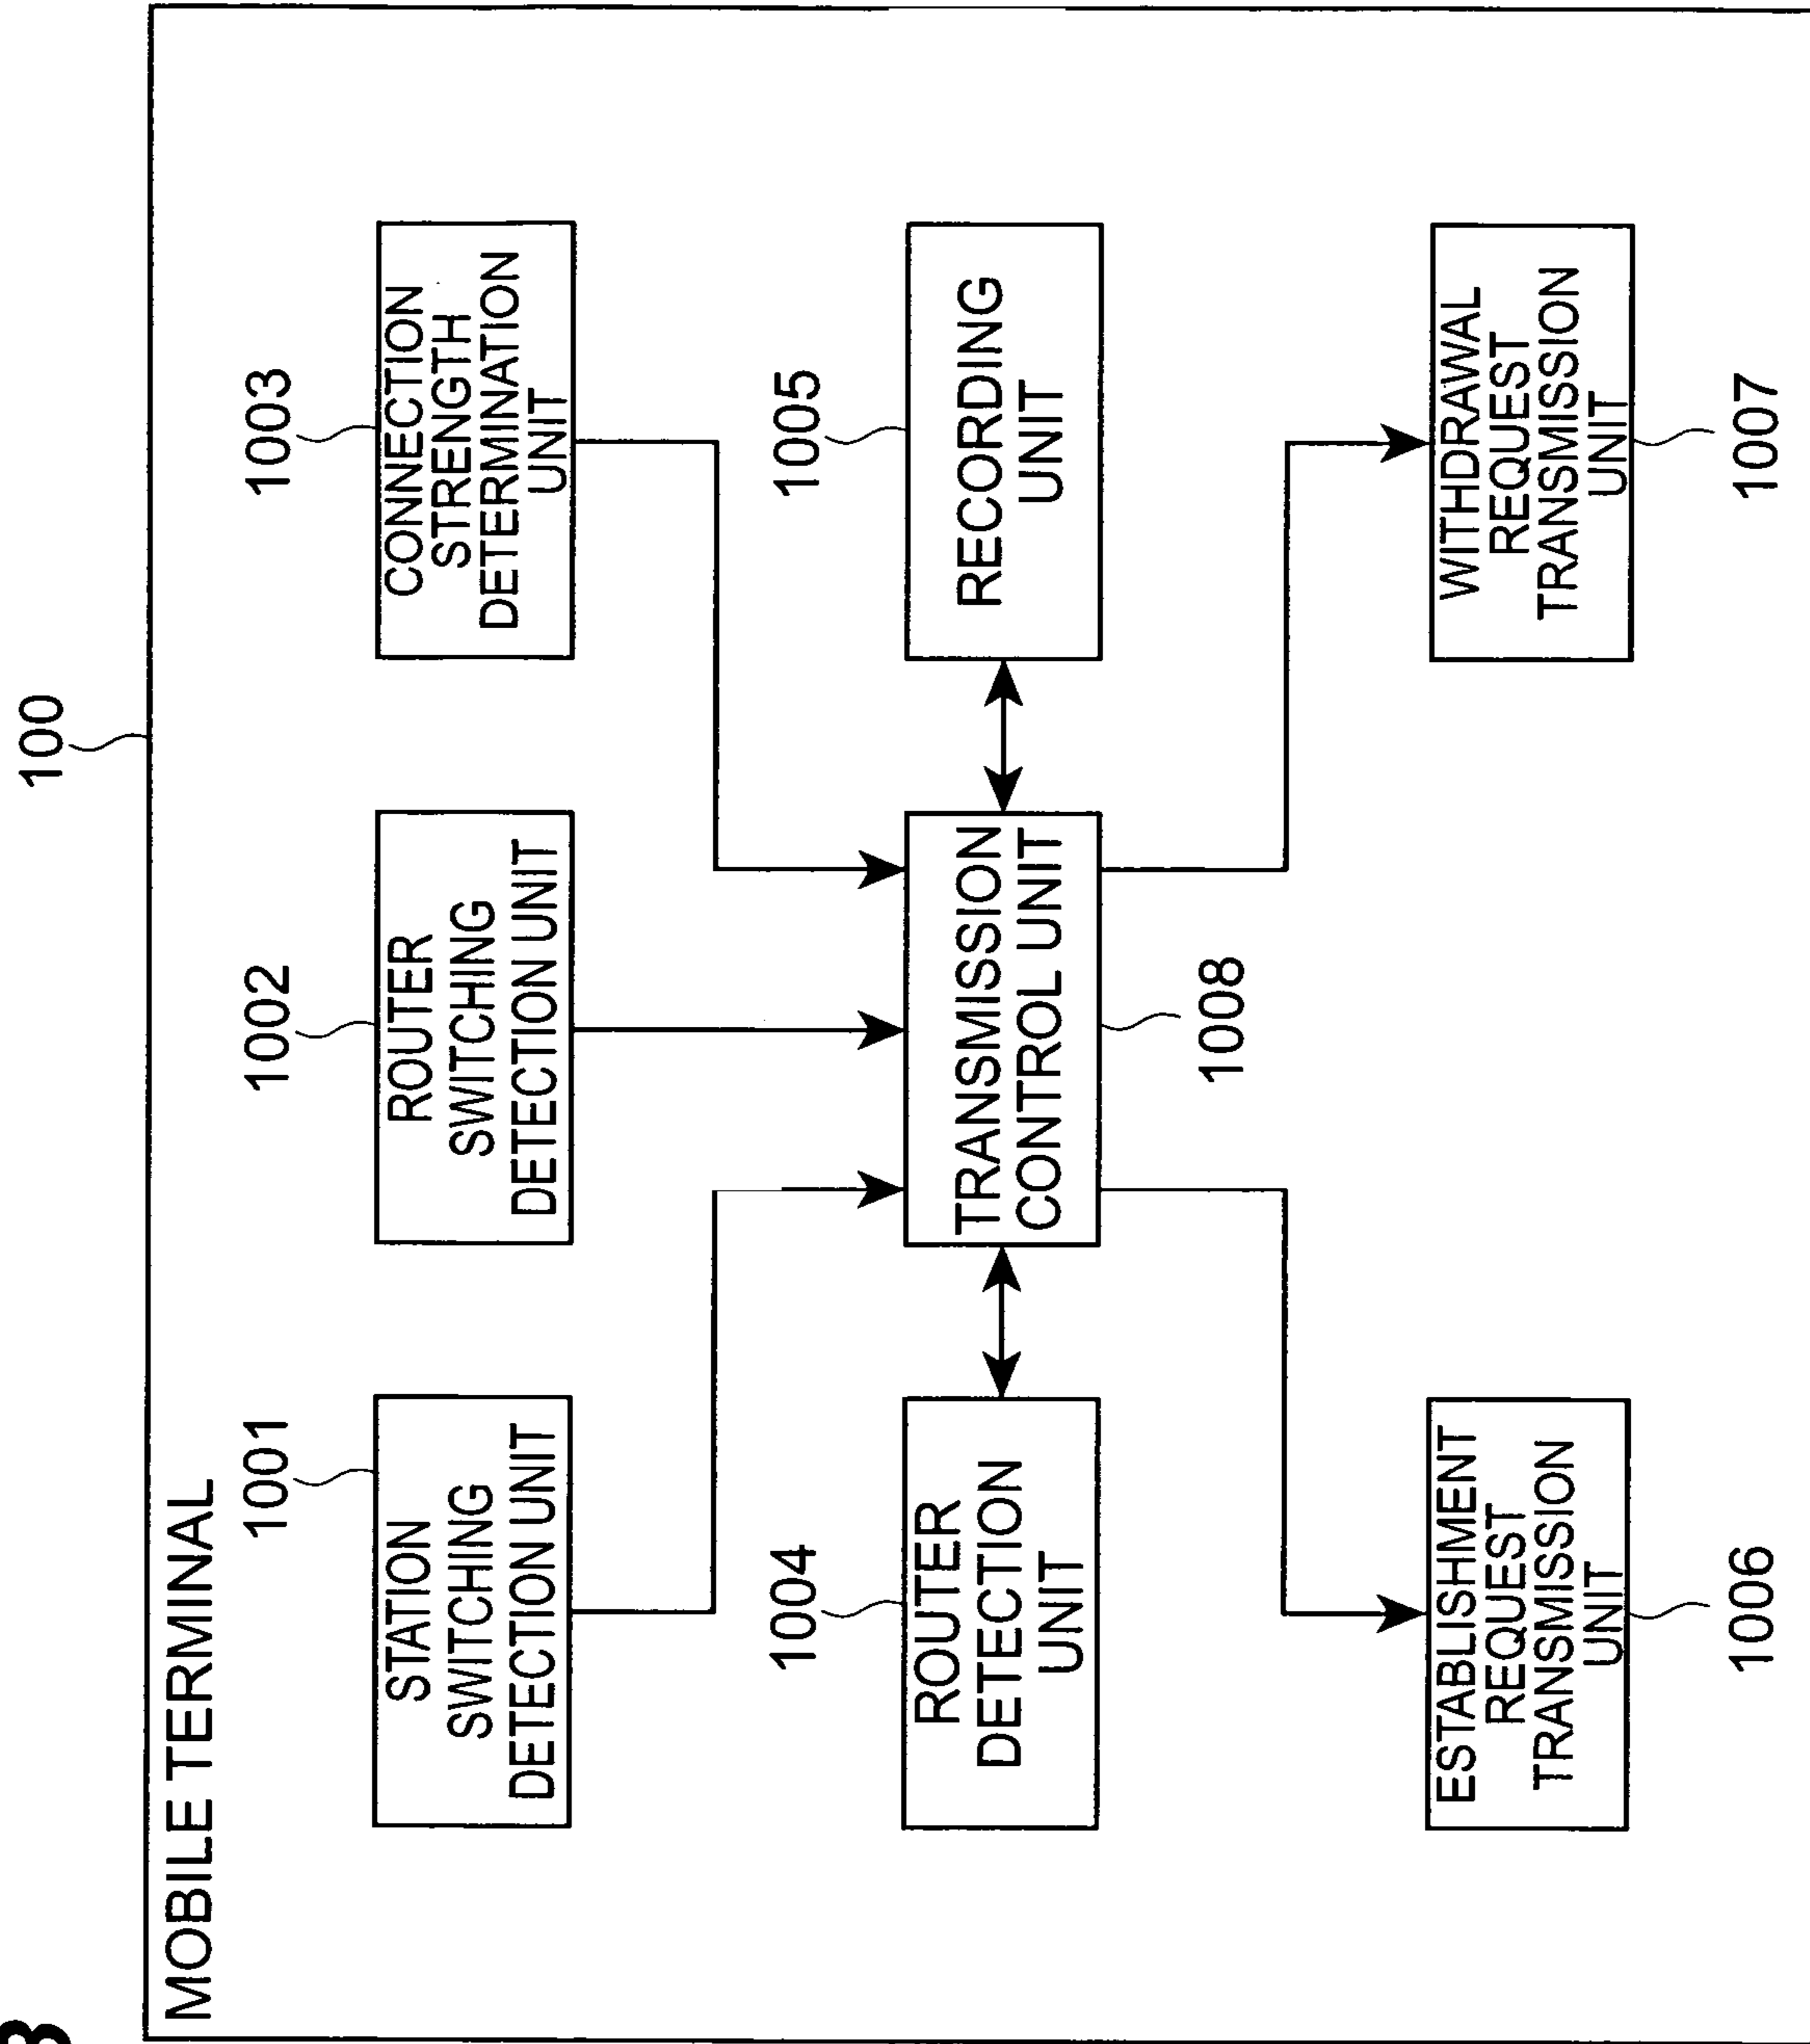 3
100
MOBILE TERMINAL
1001
STATION
SWITCHING
DETECTION UNIT
1002
ROUTER
SWITCHING
DETECTION UNIT
1003
CONNECTION
STRENGTH
DETERMINATION
UNIT
1004
ROUTER
DETECTION
UNIT
TRANSMISSION
CONTROL UNIT
1008
1005
RECORDING
UNIT
ESTABLISHMENT
REQUEST
TRANSMISSION
UNIT
1006
WITHDRAWAL
REQUEST
TRANSMISSION
UNIT
1007